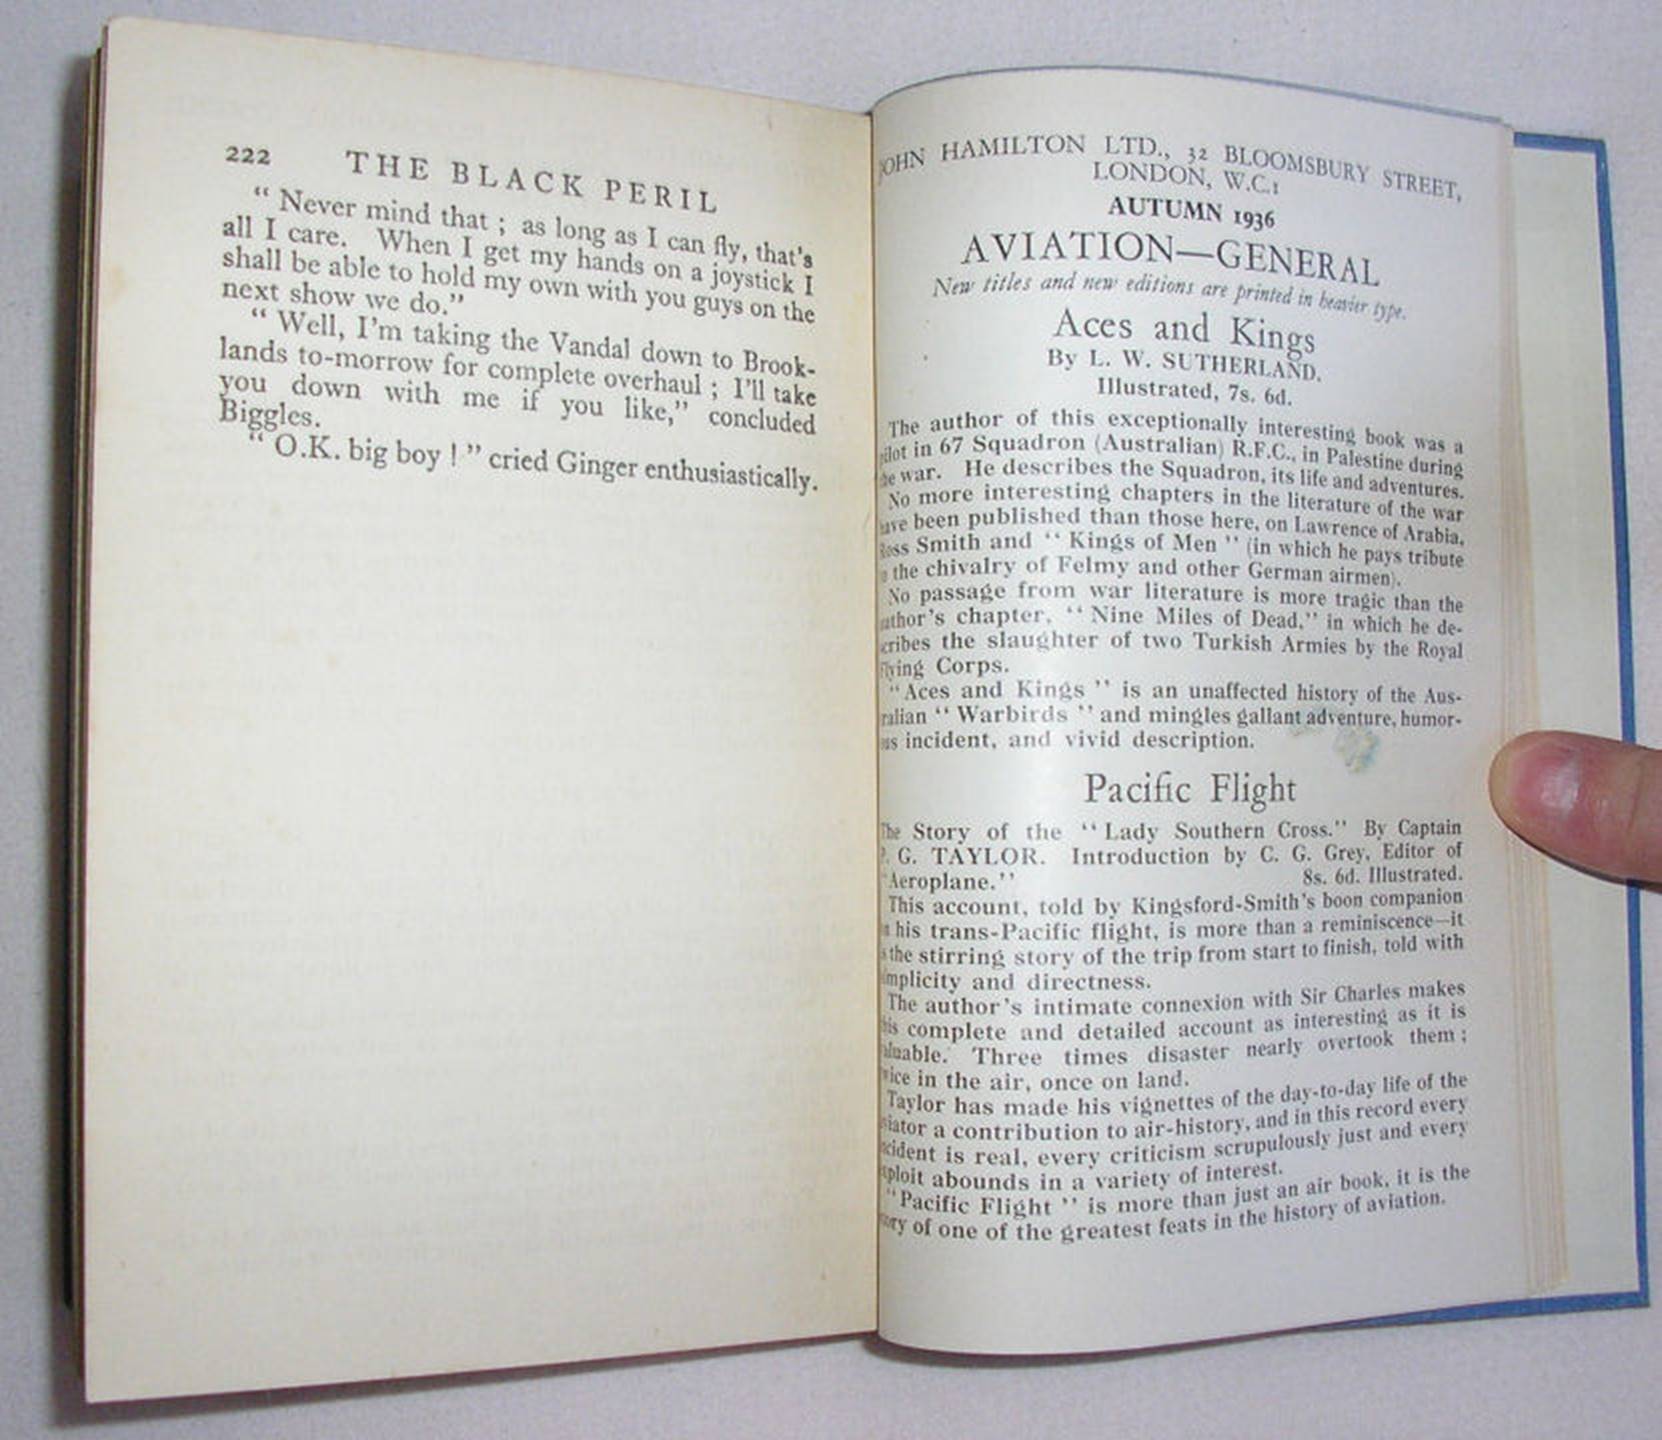 222 THE BLACK PERIL
“ Never mind that ; as long as I can fly, that's
all I care. When I get my hands on a joystick I
shall be able to hold my own with you guys on the
next show we do.”
“ Well, I'm taking the Vandal down to Brook-
lands to-morrow for complete overhaul ; I'll take
you down with me if you like,” concluded
Biggles.
“ O.K. big boy ! ” cried Ginger enthusiastically.
JOHN HAMILTON LTD., 32 BLOOMSBURY STREET,
LONDON, W.C.1
AUTUMN 1936
AVIATION—GENERAL
New titles and new editions are printed in heavier type.
Aces and Kings
By L. W. SUTHERLAND.
Illustrated, 7s. 6d.
The author of this exceptionally interesting book was a
pilot in 67 Squadron (Australian) R.F.C., in Palestine during
the war. He describes the Squadron, its life and adventures.
No more interesting chapters in the literature of the war
have been published than those here, on Lawrence of Arabia,
Ross Smith and “ Kings of Men ” (in which he pays tribute
o the chivalry of Felmy and other German airmen).
No passage from war literature is more tragic than the
author's chapter, “ Nine Miles of Dead,” in which he de-
cribes the slaughter of two Turkish Armies by the Royal
Flying Corps.
“ Aces and Kings ” is an unaffected history of the Aus-
ralian “ Warbirds ” and mingles gallant adventure, humor-
us incident, and vivid description.
Pacific Flight
The Story of the “ Lady Southern Cross.” By Captain
P. G. TAYLOR. Introduction by C. G. Grey, Editor of
“Aeroplane.” 8s. 6d. Illustrated.
This account, told by Kingsford-Smith's boon companion
n his trans-Pacific flight, is more than a reminiscence—it
s the stirring story of the trip from start to finish, told with
implicity and directness.
The author's intimate connexion with Sir Charles makes
his complete and detailed account as interesting as it is
aluable. Three times disaster nearly overtook them ;
wice in the air, once on land.
Taylor has made his vignettes of the day-to-day life of the
viator a contribution to air-history, and in this record every
ncident is real, every criticism scrupulously just and every
xploit abounds in a variety of interest.
“ Pacific Flight ” is more than just an air book, it is the
tory of one of the greatest feats in the history of aviation.